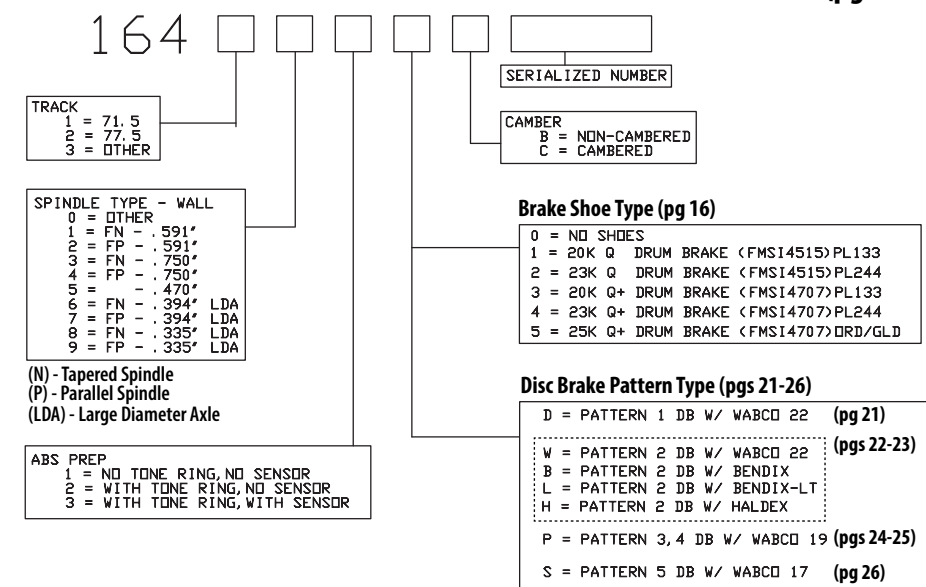 (pg
164
SERIALIZED NUMBER
TRACK
1 = 71.5
2 = 77.5
3 = OTHER
CAMBER
B = NON-CAMBERED
C = CAMBERED
SPINDLE TYPE - WALL
0 = OTHER
1 = FN - .591"
2 = FP - .591"
3 = FN - .750"
4 = FP - .750"
5 = - .470"
6 = FN - .394" LDA
7 = FP - .394" LDA
8 = FN - .335" LDA
9 = FP - .335" LDA
(N) - Tapered Spindle
(P) - Parallel Spindle
(LDA) - Large Diameter Axle
Brake Shoe Type (pg 16)
0 = NO SHOES
1 = 20K Q DRUM BRAKE (FMSI4515)PL133
2 = 23K Q DRUM BRAKE (FMSI4515)PL244
3 = 20K Q+ DRUM BRAKE (FMSI4707)PL133
4 = 23K Q+ DRUM BRAKE (FMSI4707)PL244
5 = 25K Q+ DRUM BRAKE (FMSI4707)ORD/GLD
ABS PREP
1 = NO TONE RING,NO SENSOR
2 = WITH TONE RING,NO SENSOR
3 = WITH TONE RING,WITH SENSOR
Disc Brake Pattern Type (pgs 21-26)
D = PATTERN 1 DB W/ WABCO 22 (pg 21)
W = PATTERN 2 DB W/ WABCO 22 (pgs 22-23)
B = PATTERN 2 DB W/ BENDIX
L = PATTERN 2 DB W/ BENDIX-LT
H = PATTERN 2 DB W/ HALDEX
P = PATTERN 3,4 DB W/ WABCO 19 (pgs 24-25)
S = PATTERN 5 DB W/ WABCO 17 (pg 26)